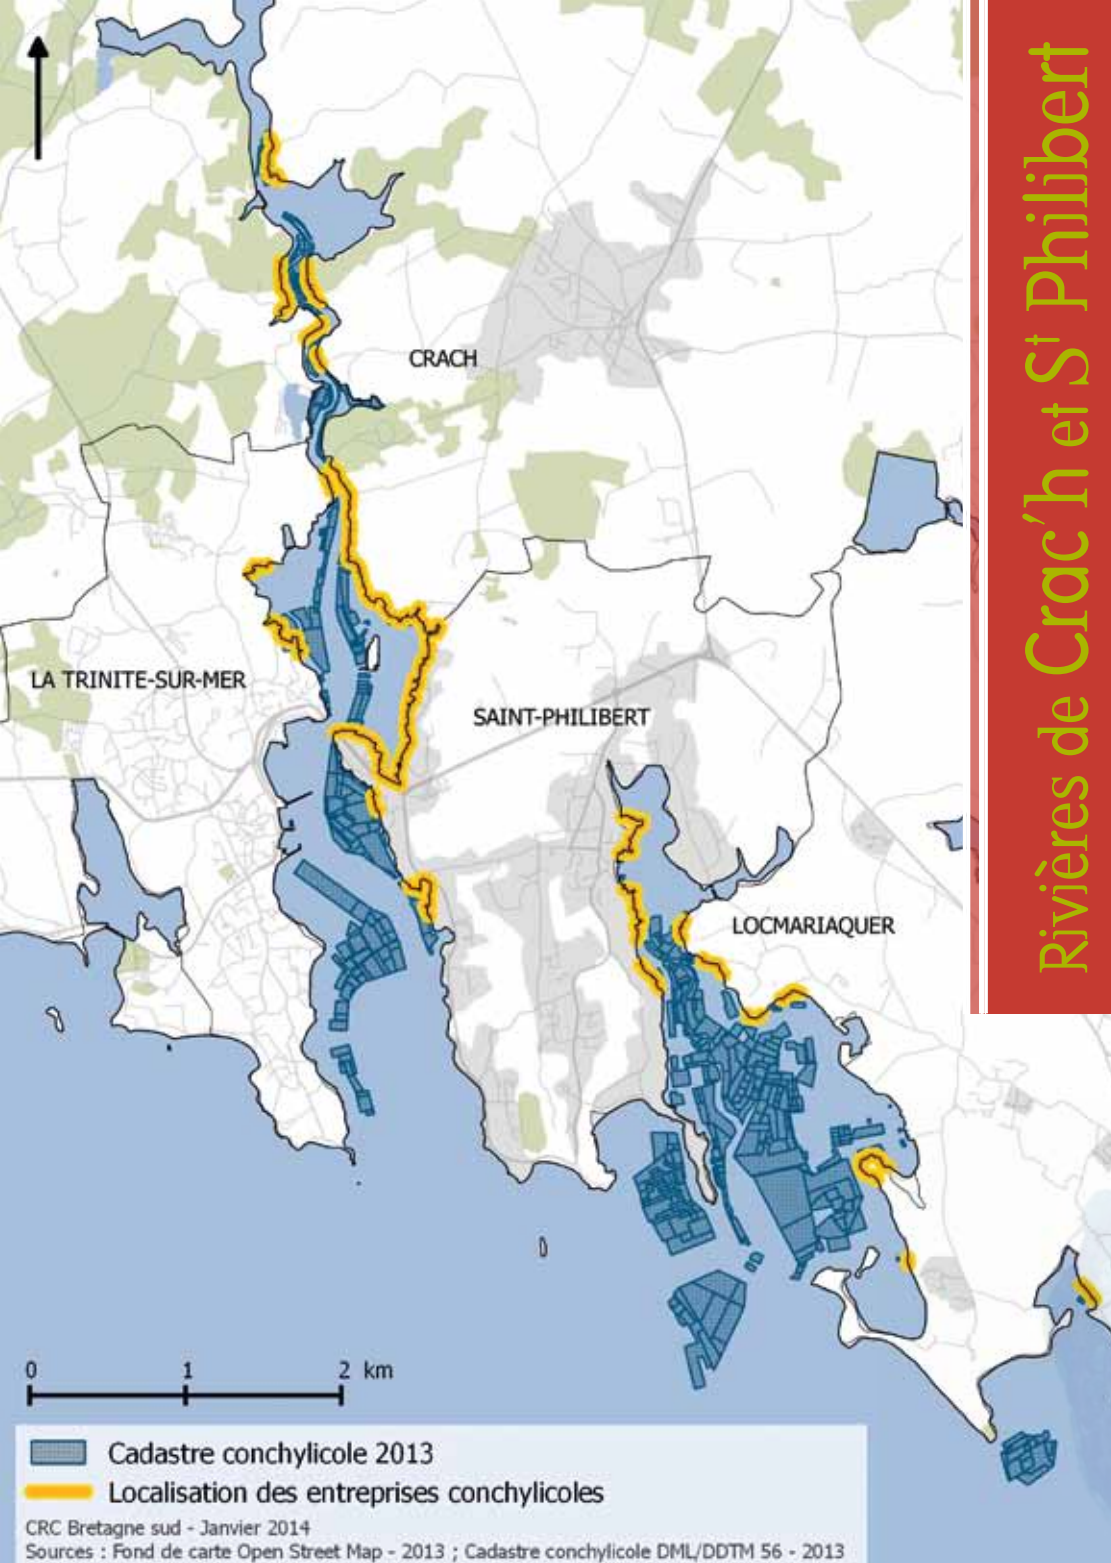 Rivières de Crac'h et St Philibert
CRACH
LA TRINITE-SUR-MER
SAINT-PHILIBERT
LOCMARIAQUER
0 1 2 km
Cadastre conchylicole 2013
Localisation des entreprises conchylicoles
CRC Bretagne sud - Janvier 2014
Sources : Fond de carte Open Street Map - 2013 ; Cadastre conchylicole DML/DDTM 56 - 2013